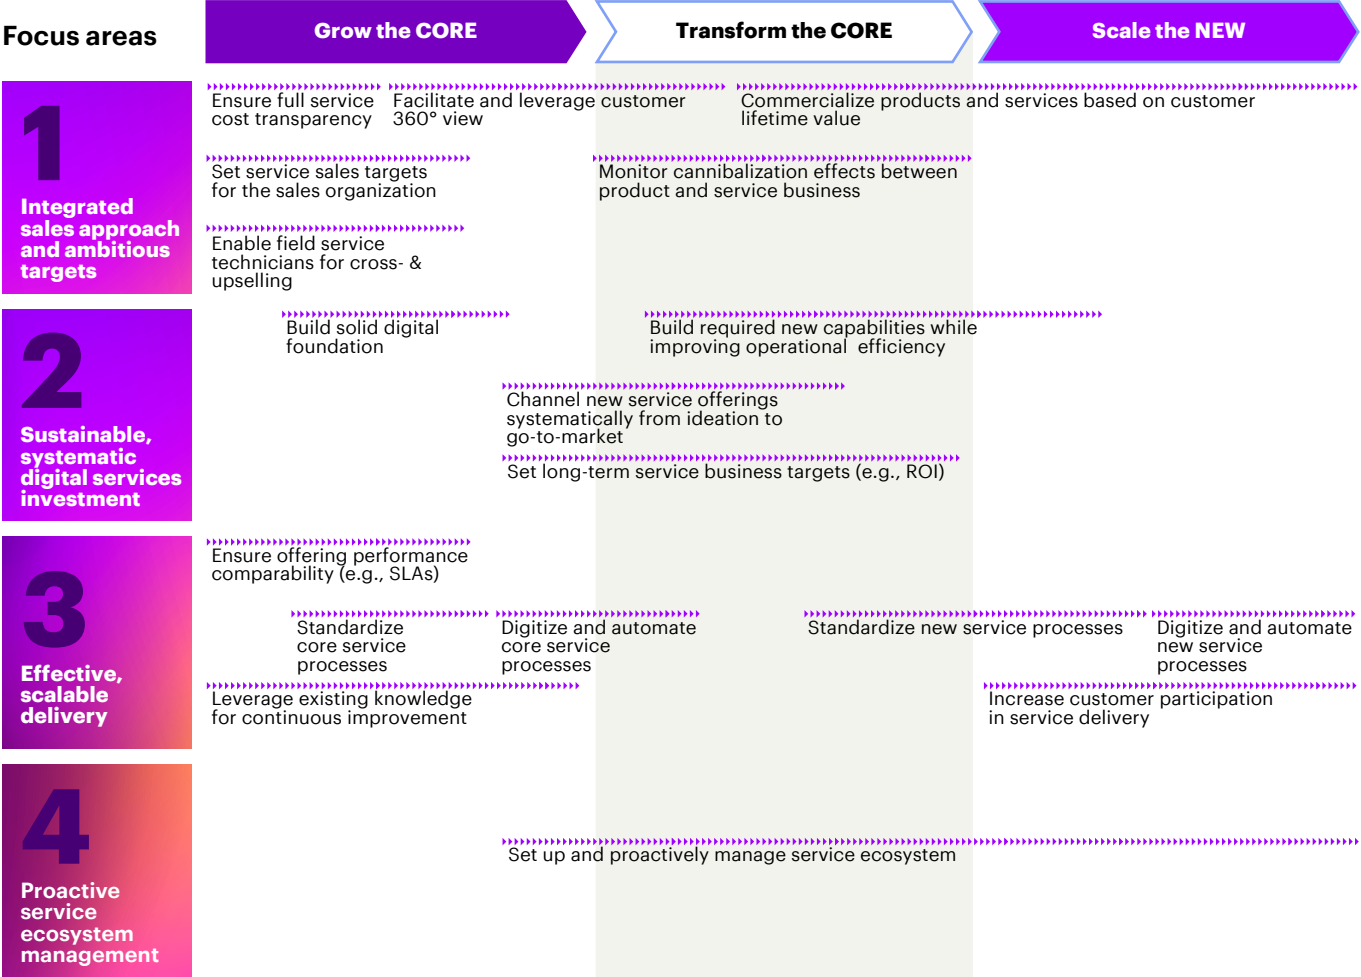 Focus areas
Grow the CORE
Transform the CORE
Scale the NEW
1
Integrated
sales approach
and ambitious
targets
Ensure full service
cost transparency
Facilitate and leverage customer
360° view
Commercialize products and services based on customer
lifetime value
Set service sales targets
for the sales organization
Monitor cannibalization effects between
product and service business
Enable field service
technicians for cross- &
upselling
2
Sustainable,
systematic
digital services
investment
Build solid digital
foundation
Build required new capabilities while
improving operational efficiency
Channel new service offerings
systematically from ideation to
go-to-market
Set long-term service business targets (e.g., ROI)
3
Effective,
scalable
delivery
Ensure offering performance
comparability (e.g., SLAs)
Standardize
core service
processes
Digitize and automate
core service
processes
Standardize new service processes
Digitize and automate
new service
processes
Leverage existing knowledge
for continuous improvement
Increase customer participation
in service delivery
4
Proactive
service
ecosystem
management
Set up and proactively manage service ecosystem